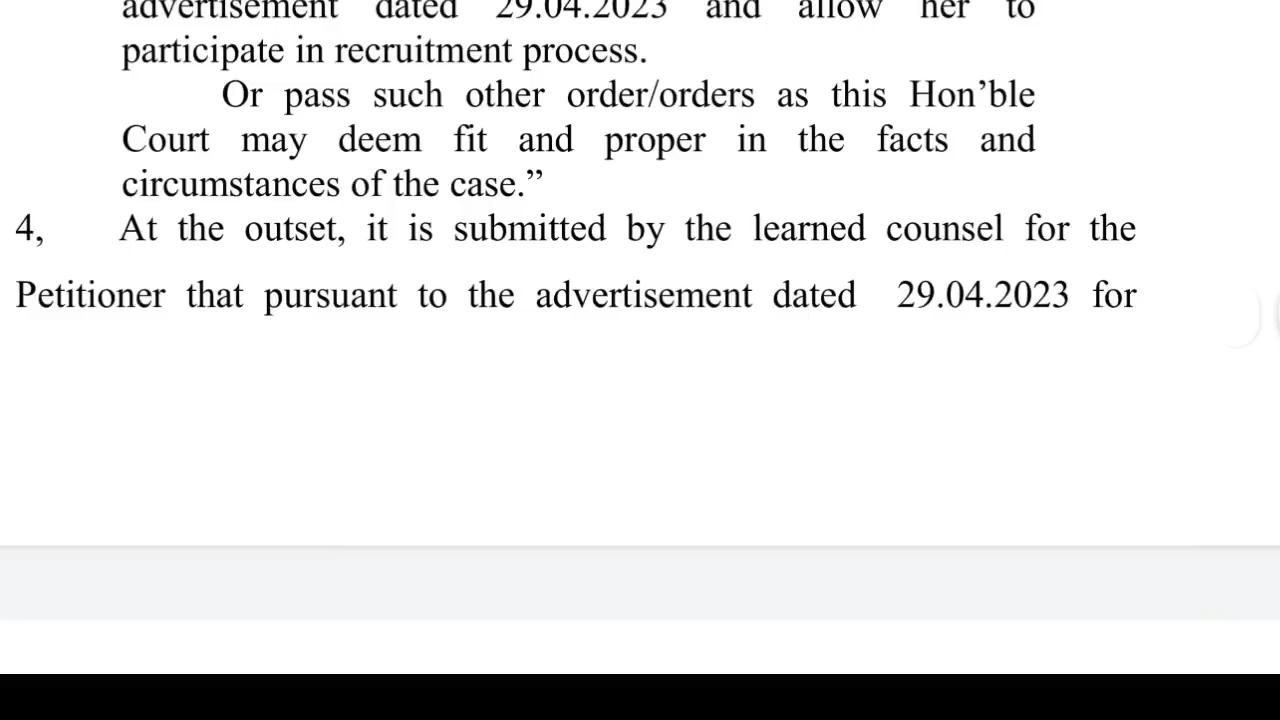 advertisement dated 29.04.2023 and allow her to
participate in recruitment process.
Or pass such other order/orders as this Hon’ble
Court may deem fit and proper in the facts and
circumstances of the case.”
4, At the outset, it is submitted by the learned counsel for the
Petitioner that pursuant to the advertisement dated 29.04.2023 for